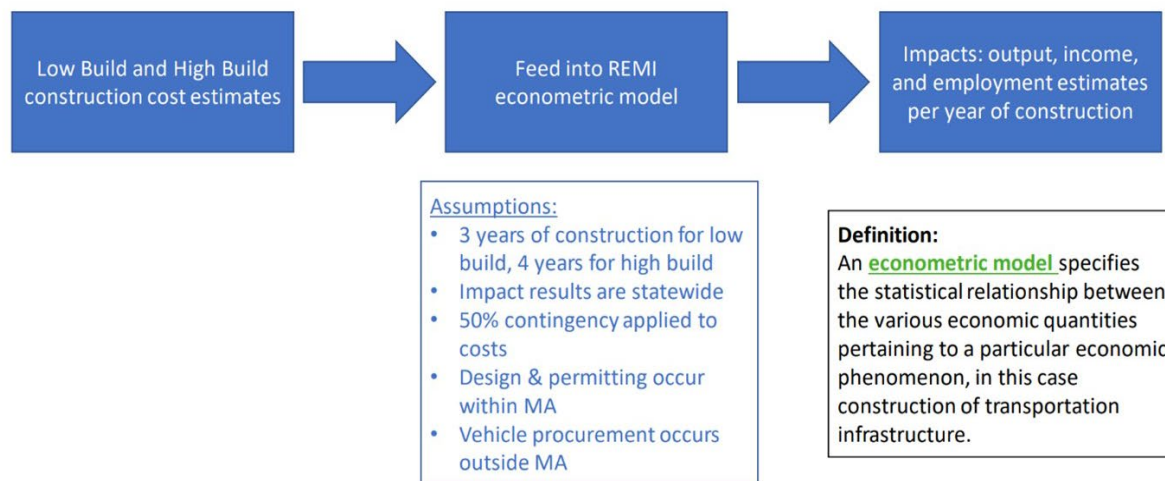 Low Build and High Build
construction cost estimates
Feed into REMI
econometric model
Impacts: output, income,
and employment estimates
per year of construction
Assumptions:
• 3 years of construction for low
build, 4 years for high build
• Impact results are statewide
• 50% contingency applied to
costs
• Design & permitting occur
within MA
• Vehicle procurement occurs
outside MA
Definition:
An econometric model specifies
the statistical relationship between
the various economic quantities
pertaining to a particular economic
phenomenon, in this case
construction of transportation
infrastructure.